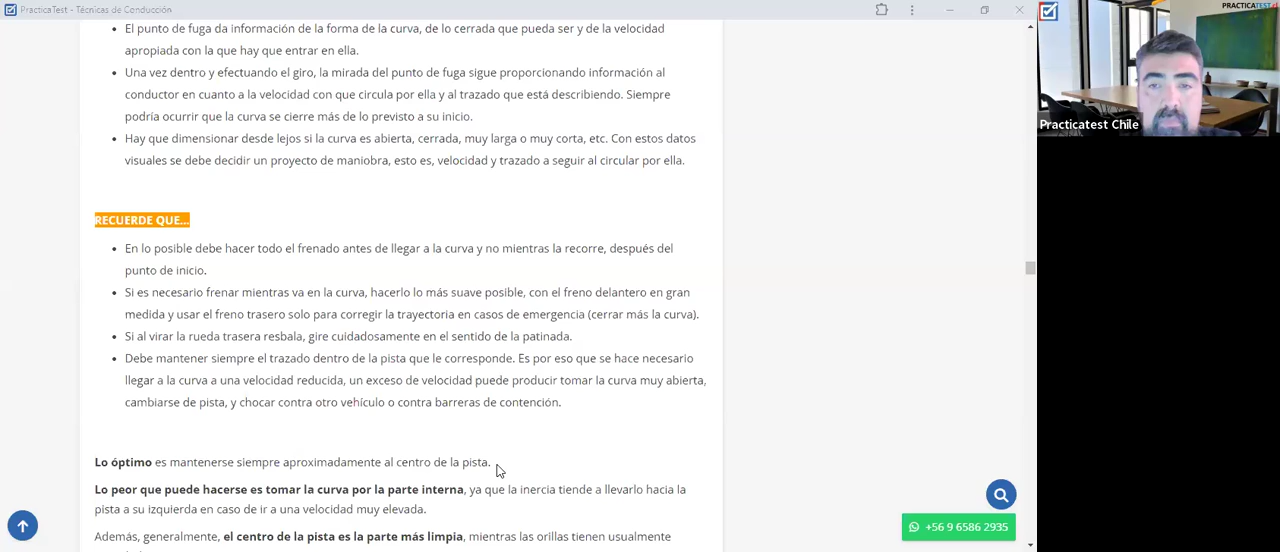 PracticaTest - Técnicas de Conducción
PRACTICATEST.cl
El punto de fuga da información de la forma de la curva, de lo cerrada que pueda ser y de la velocidad
apropiada con la que hay que entrar en ella.
Una vez dentro y efectuando el giro, la mirada del punto de fuga sigue proporcionando información al
conductor en cuanto a la velocidad con que circula por ella y al trazado que está describiendo. Siempre
podría ocurrir que la curva se cierre más de lo previsto a su inicio.
Practicatest Chile
Hay que dimensionar desde lejos si la curva es abierta, cerrada, muy larga o muy corta, etc. Con estos datos
visuales se debe decidir un proyecto de maniobra, esto es, velocidad y trazado a seguir al circular por ella.
RECUERDE QUE...
En lo posible debe hacer todo el frenado antes de llegar a la curva y no mientras la recorre, después del
punto de inicio.
Si es necesario frenar mientras va en la curva, hacerlo lo más suave posible, con el freno delantero en gran
medida y usar el freno trasero solo para corregir la trayectoria en casos de emergencia (cerrar más la curva).
Si al virar la rueda trasera resbala, gire cuidadosamente en el sentido de la patinada.
Debe mantener siempre el trazado dentro de la pista que le corresponde. Es por eso que se hace necesario
llegar a la curva a una velocidad reducida, un exceso de velocidad puede producir tomar la curva muy abierta,
cambiarse de pista, y chocar contra otro vehículo o contra barreras de contención.
Lo óptimo es mantenerse siempre aproximadamente al centro de la pista.
Lo peor que puede hacerse es tomar la curva por la parte interna, ya que la inercia tiende a llevarlo hacia la
pista a su izquierda en caso de ir a una velocidad muy elevada.
+56 9 6586 2935
Además, generalmente, el centro de la pista es la parte más limpia, mientras las orillas tienen usualmente